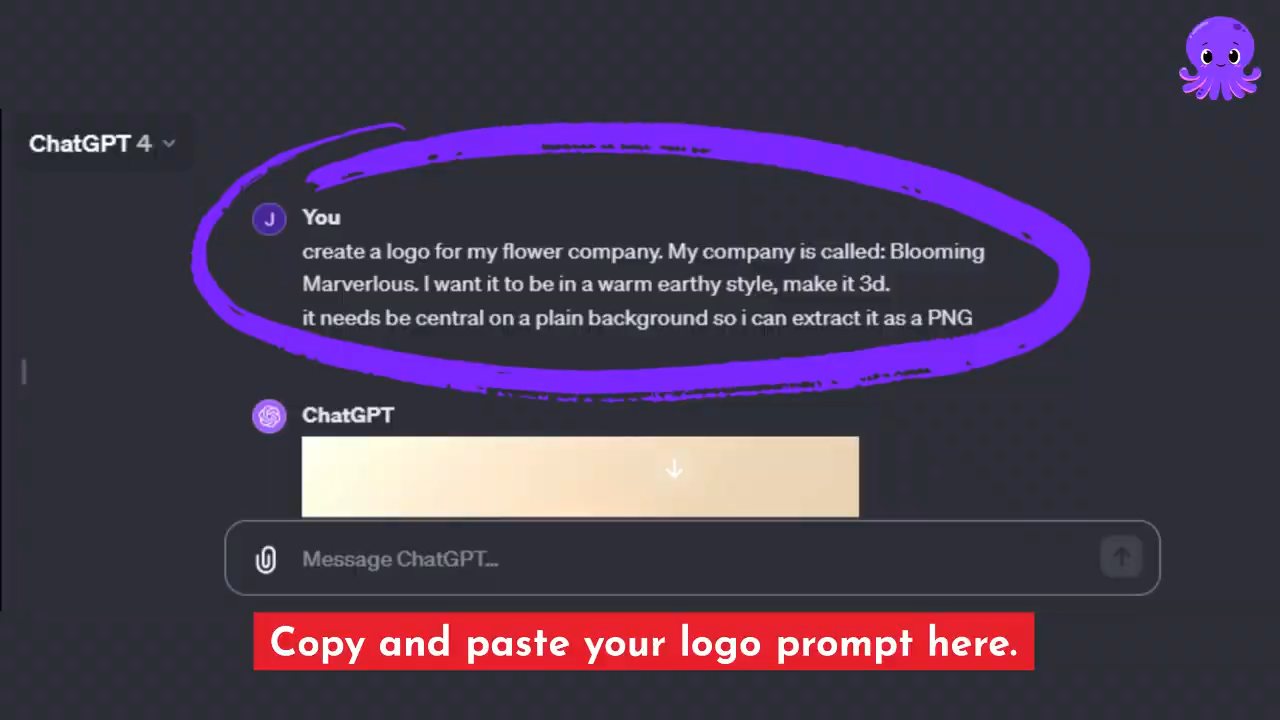 ChatGPT 4
J
You
create a logo for my flower company. My company is called: Blooming
Marverlous. I want it to be in a warm earthy style, make it 3d.
it needs be central on a plain background so i can extract it as a PNG
ChatGPT
Message ChatGPT...
Copy and paste your logo prompt here.